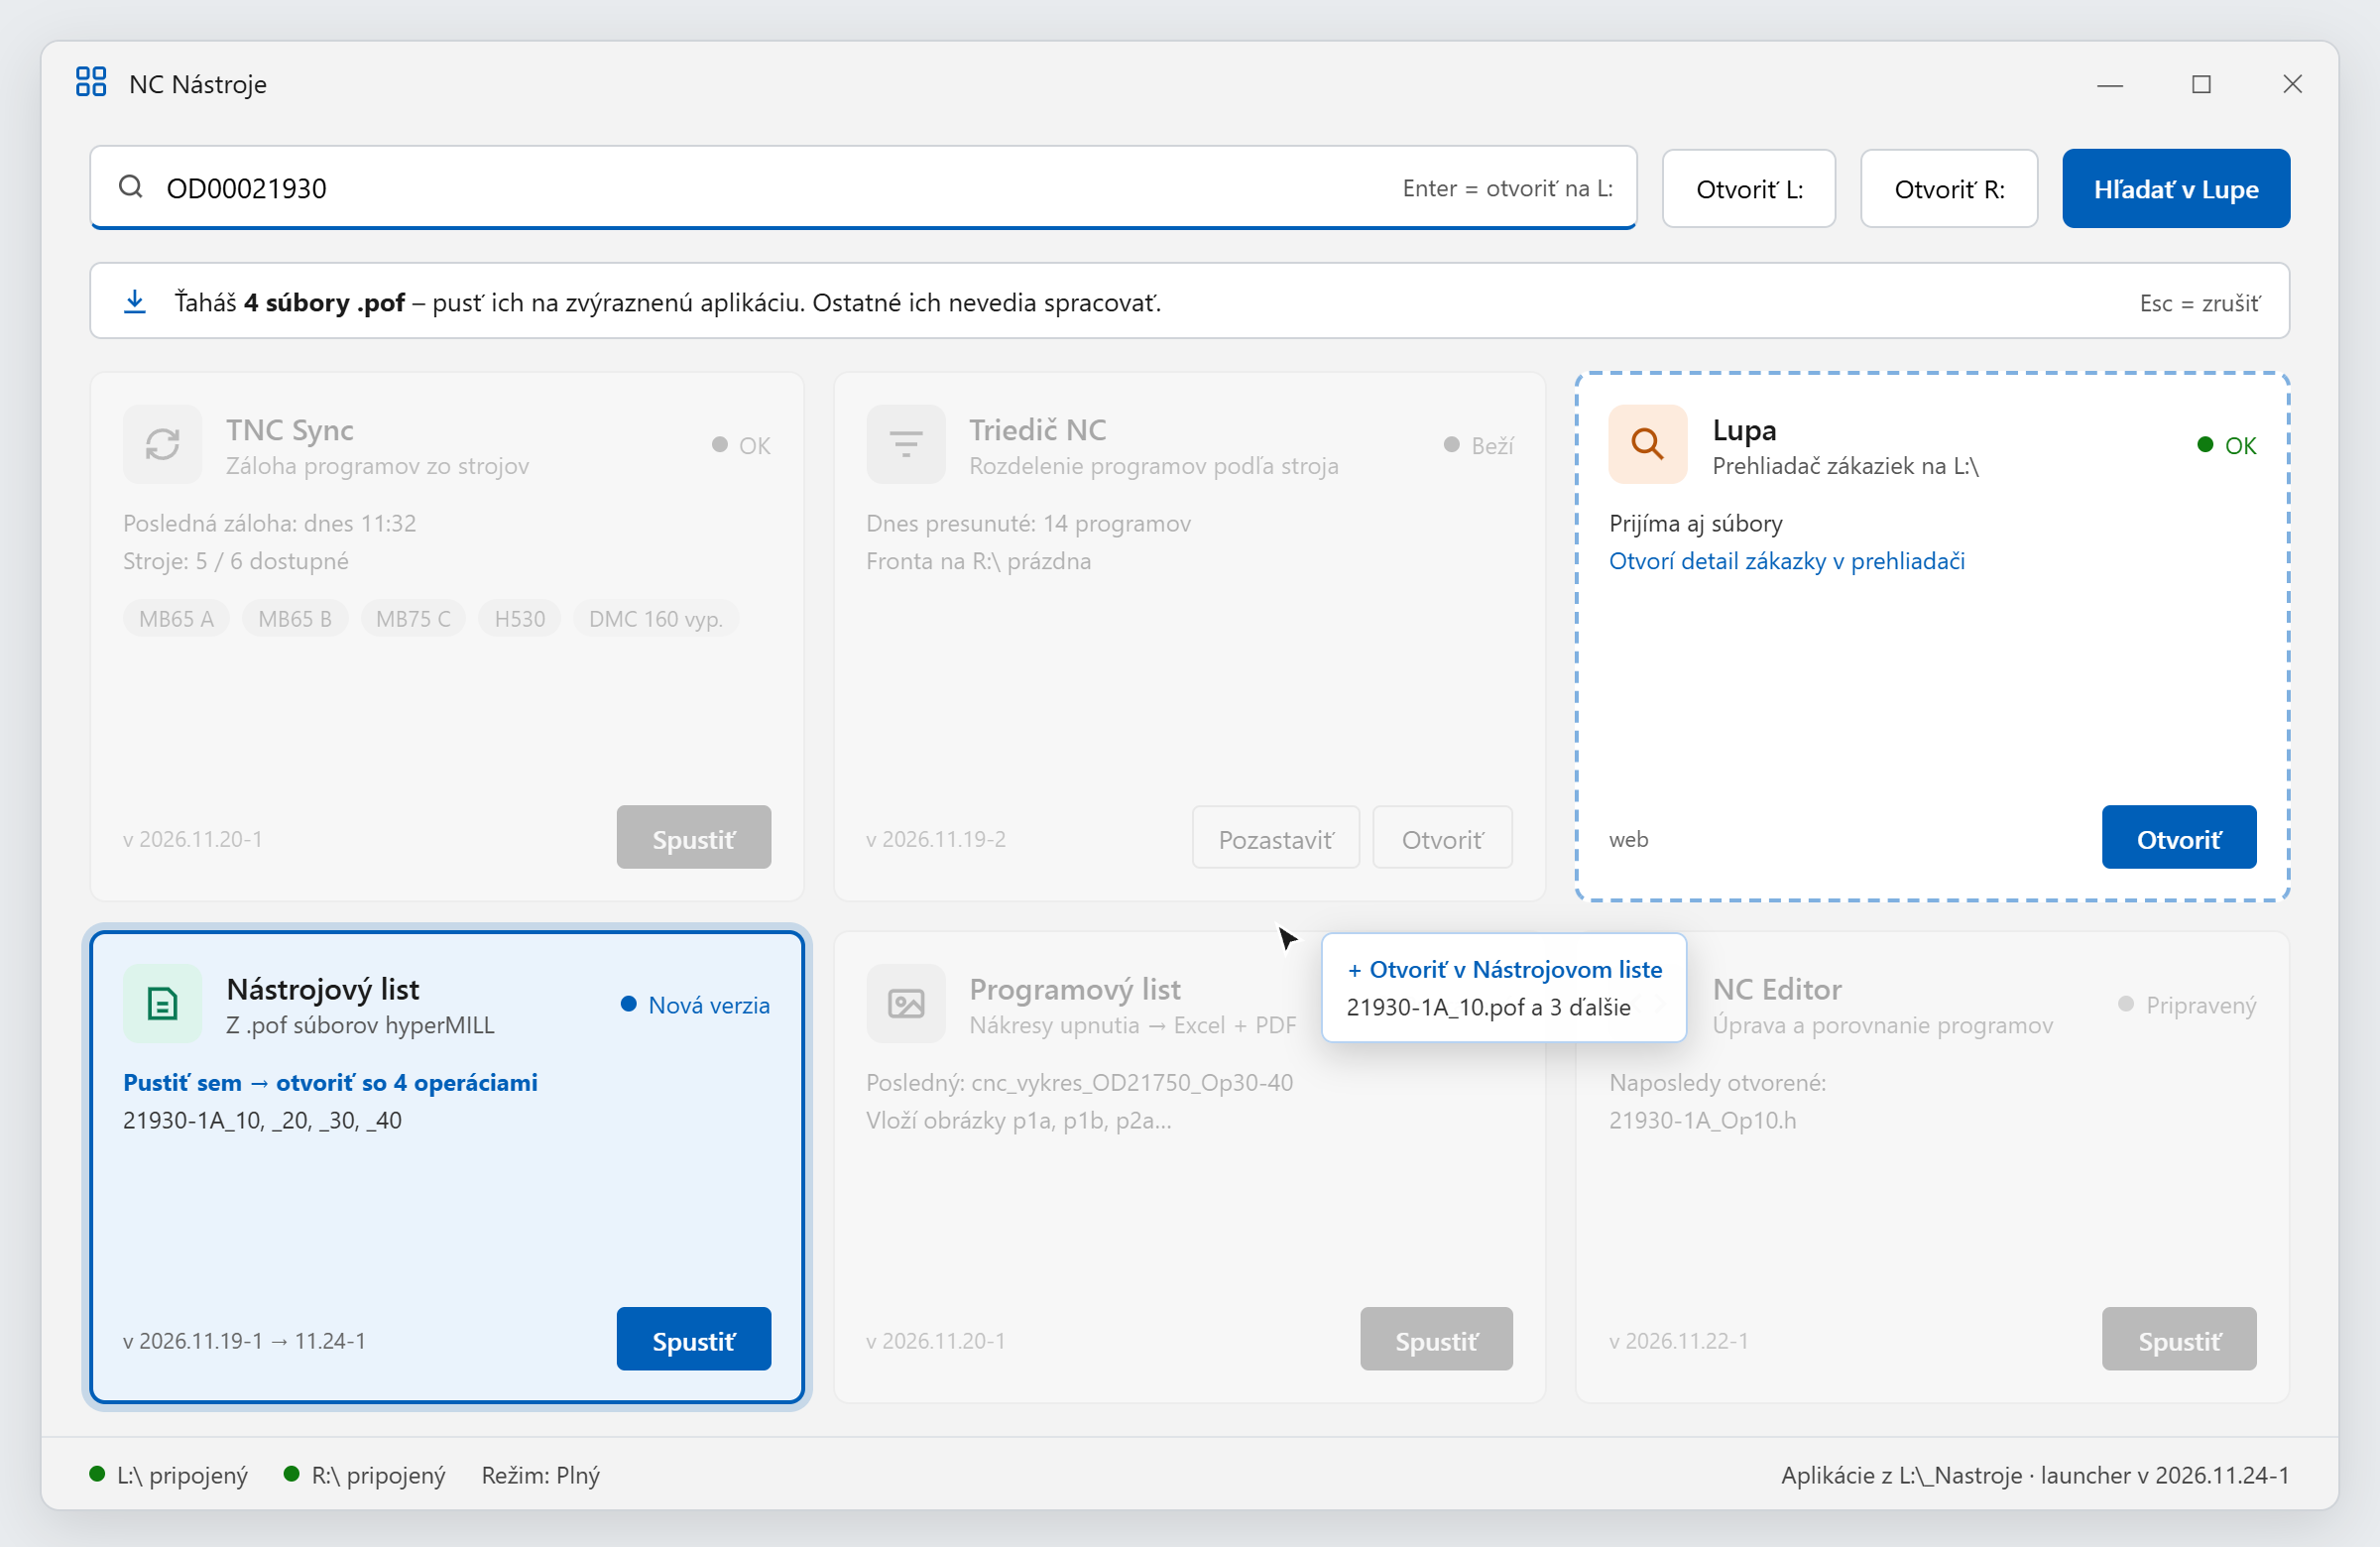 NC Nástroje
OD00021930
Enter = otvoriť na L:
Otvoriť L:
Otvoriť R:
Hľadať v Lupe
Ťaháš 4 súbory .pof – pusť ich na zvýraznenú aplikáciu. Ostatné ich nevedia spracovať.
Esc = zrušiť
TNC Sync
Záloha programov zo strojov
OK
Posledná záloha: dnes 11:32
Stroje: 5 / 6 dostupné
MB65 A
MB65 B
MB75 C
H530
DMC 160 vyp.
v 2026.11.20-1
Spustiť
Triedič NC
Rozdelenie programov podľa stroja
Beží
Dnes presunuté: 14 programov
Fronta na R:\ prázdna
v 2026.11.19-2
Pozastaviť
Otvoriť
Lupa
Prehliadač zákaziek na L:\
OK
Prijíma aj súbory
Otvorí detail zákazky v prehliadači
web
Otvoriť
Nástrojový list
Z .pof súborov hyperMILL
Nová verzia
Pustiť sem → otvoriť so 4 operáciami
21930-1A_10, _20, _30, _40
v 2026.11.19-1 → 11.24-1
Spustiť
Programový list
Nákresy upnutia → Excel + PDF
Posledný: cnc_vykres_OD21750_Op30-40
Vloží obrázky p1a, p1b, p2a...
v 2026.11.20-1
Spustiť
+ Otvoriť v Nástrojovom liste
21930-1A_10.pof a 3 ďalšie
NC Editor
Úprava a porovnanie programov
Pripravený
Naposledy otvorené:
21930-1A_Op10.h
v 2026.11.22-1
Spustiť
L:\ pripojený
R:\ pripojený
Režim: Plný
Aplikácie z L:\_Nastroje · launcher v 2026.11.24-1